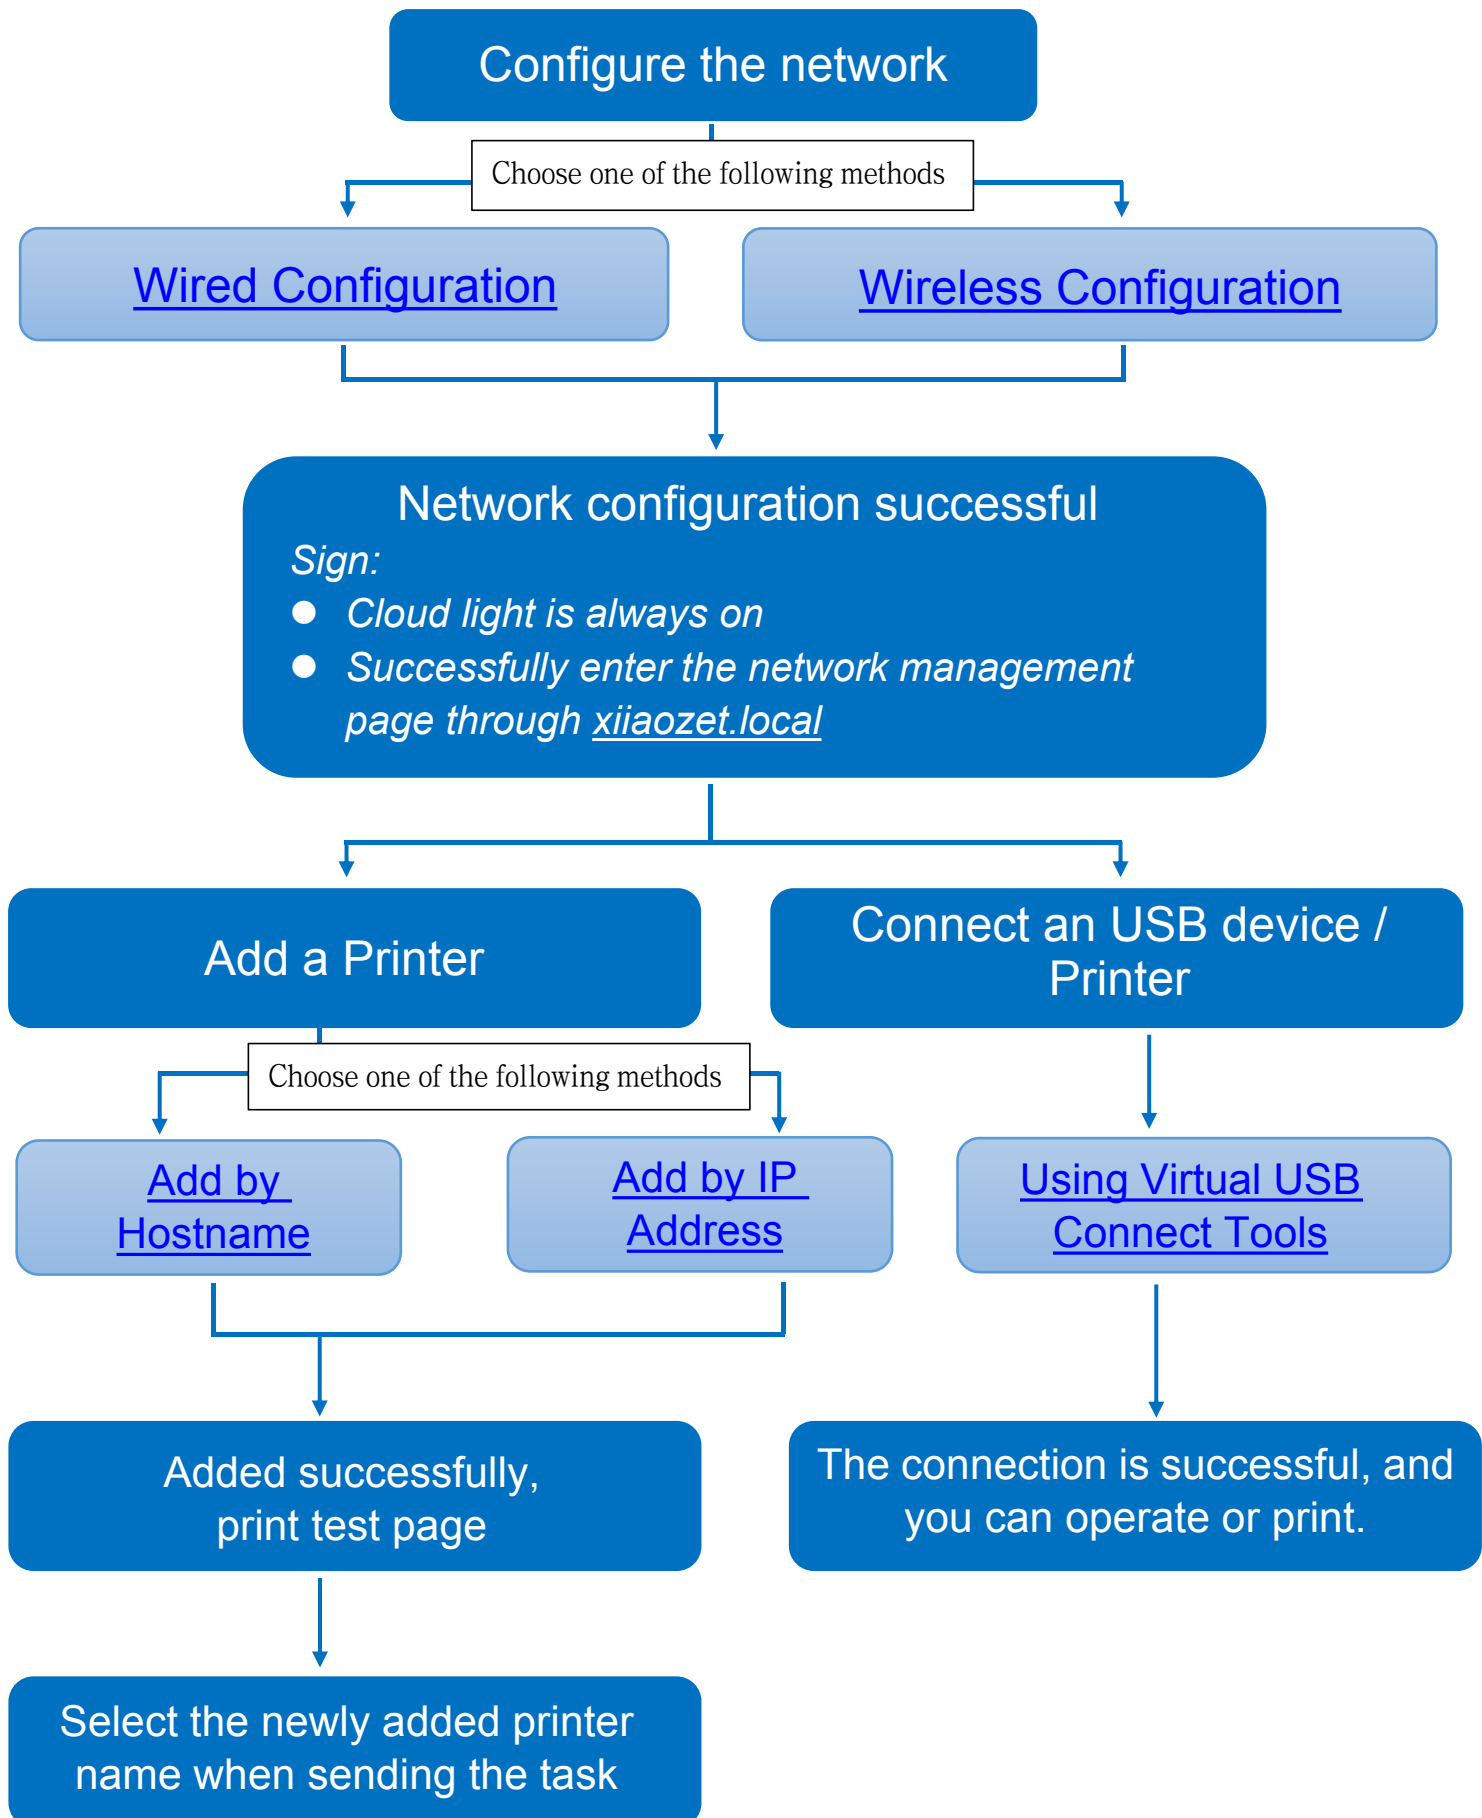 Configure the network
Choose one of the following methods
Wired Configuration
Wireless Configuration
Network configuration successful
Sign:
● Cloud light is always on
● Successfully enter the network management
page through xiiaozet.local
Add a Printer
Connect an USB device /
Printer
Choose one of the following methods
Add by
Hostname
Add by IP
Address
Using Virtual USB
Connect Tools
Added successfully,
print test page
The connection is successful, and
you can operate or print.
Select the newly added printer
name when sending the task